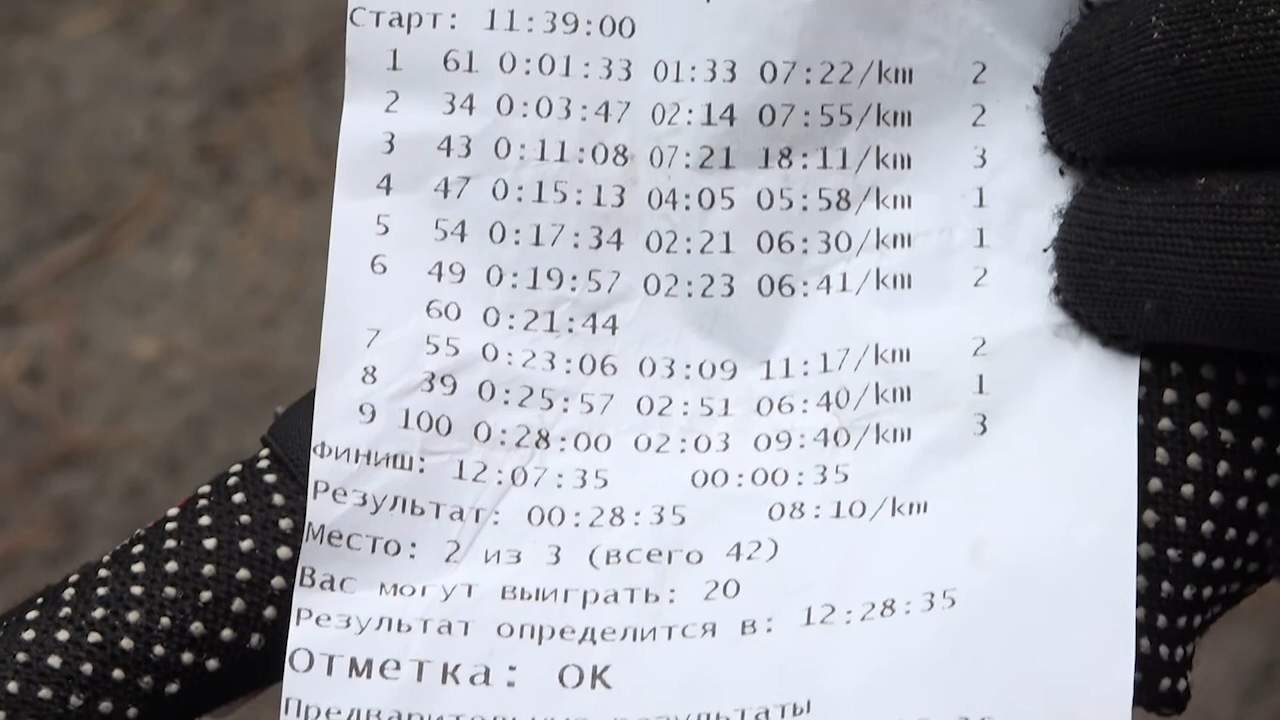 Старт: 11:39:00
1 61 0:01:33 01:33 07:22/km 2
2 34 0:03:47 02:14 07:55/km 2
3 43 0:11:08 07:21 18:11/km 3
4 47 0:15:13 04:05 05:58/km 1
5 54 0:17:34 02:21 06:30/km 1
6 49 0:19:57 02:23 06:41/km 2
60 0:21:44
7 55 0:23:06 03:09 11:17/km 2
8 39 0:25:57 02:51 06:40/km 1
9 100 0:28:00 02:03 09:40/km 3
Финиш: 12:07:35 00:00:35
Результат: 00:28:35 08:10/km
Место: 2 из 3 (всего 42)
Вас могут выиграть: 20
Результат определится в: 12:28:35
Отметка: ОК
Предварительные результаты